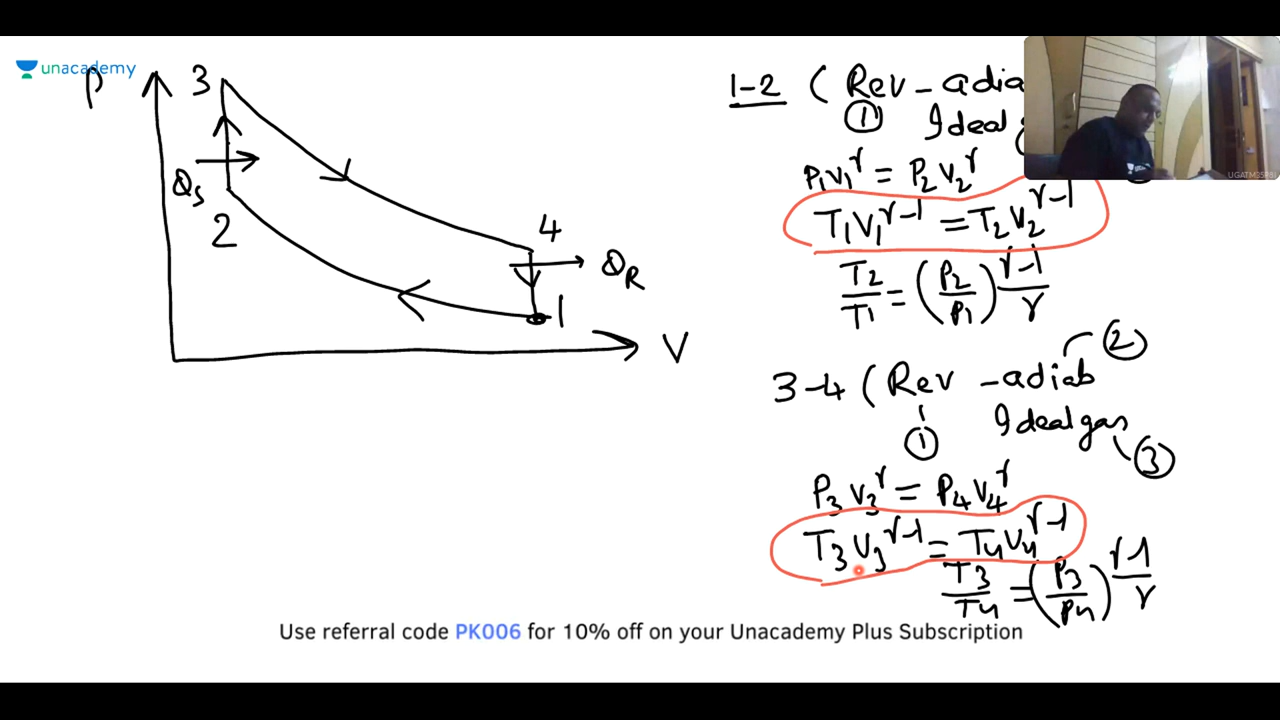 unacademy
P
3
Qs
2
4
QR
1
V
1-2 ( Rev - adia
①
Ideal g
P₁V₁^γ = P₂V₂^γ
T₁V₁^γ-1 = T₂V₂^γ-1
T₂/T₁ = (P₂/P₁)^γ-1/γ
②
3-4 ( Rev - adiab
① Ideal gas
③
P₃V₃^γ = P₄V₄^γ
T₃V₃^γ-1 = T₄V₄^γ-1
T₃/T₄ = (P₃/P₄)^γ-1/γ
Use referral code PK006 for 10% off on your Unacademy Plus Subscription